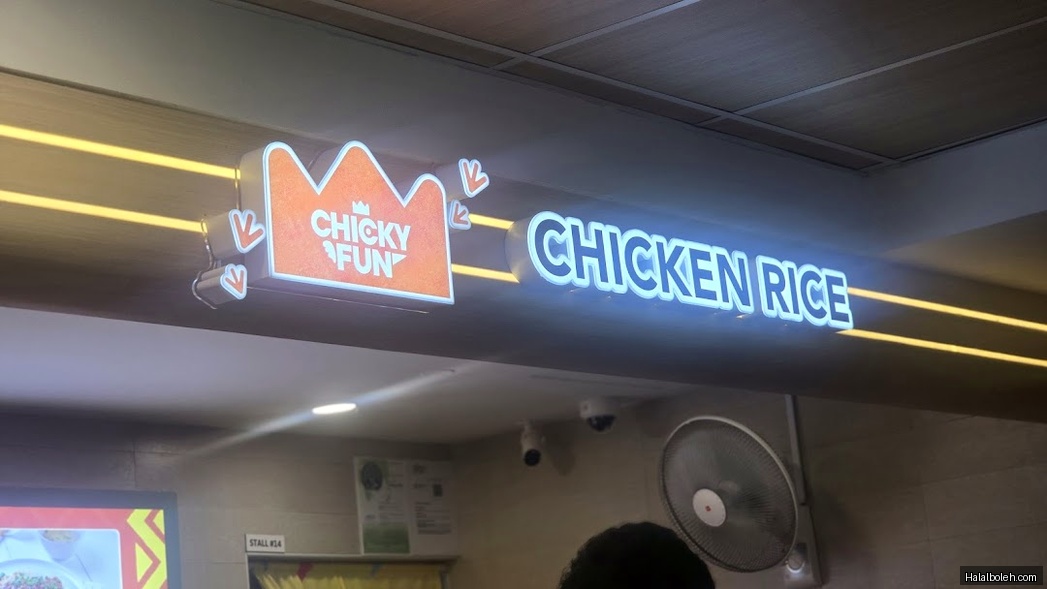 CHICKY
FUN
CHICKEN RICE
STALL #14
Halalboleh.com